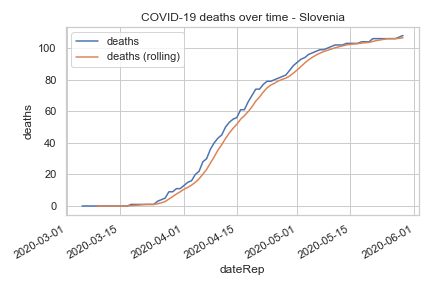 COVID-19 deaths over time - Slovenia
deaths
deaths (rolling)
deaths
100
80
60
40
20
0
2020-03-01
2020-03-15
2020-04-01
2020-04-15
2020-05-01
2020-05-15
2020-06-01
dateRep